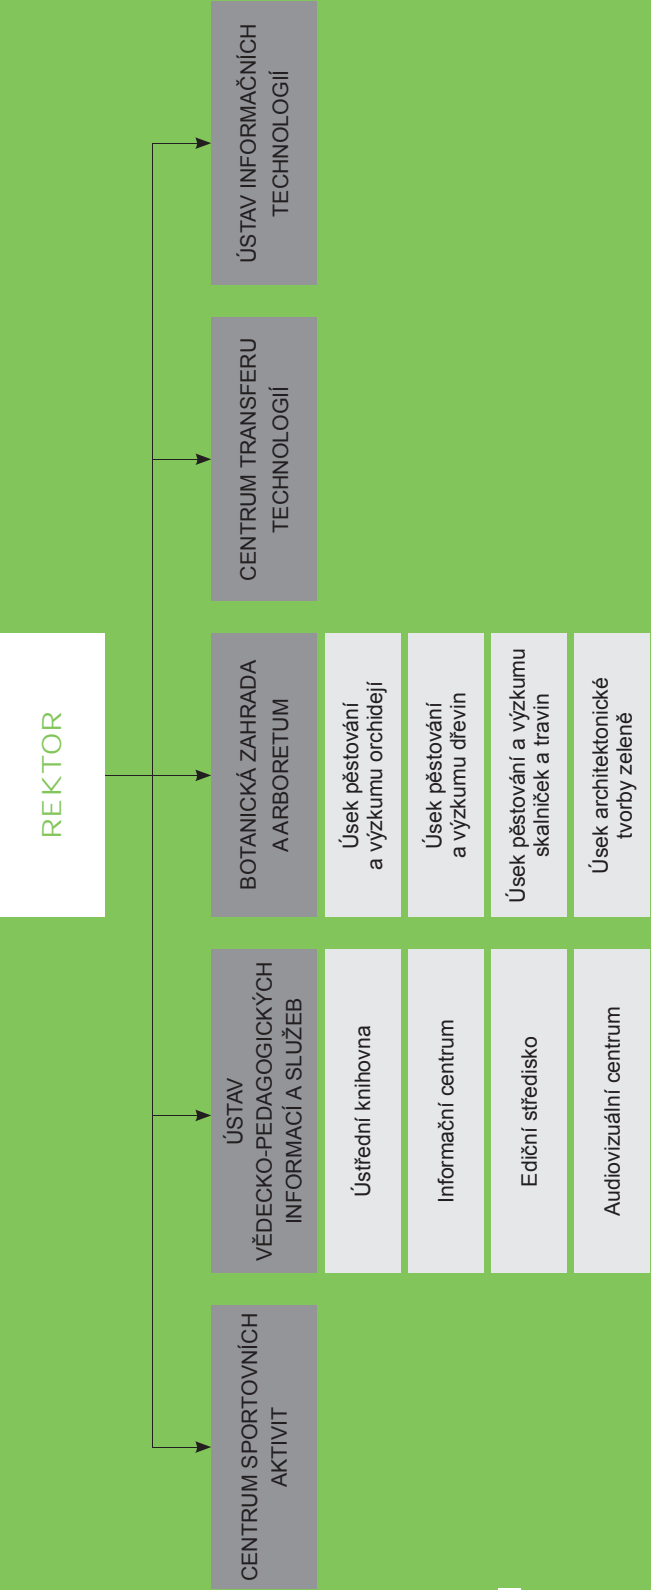 REKTOR
CENTRUM SPORTOVNÍCH
AKTIVIT
ÚSTAV
VĚDECKO-PEDAGOGICKÝCH
INFORMACÍ A SLUŽEB
Ústřední knihovna
Informační centrum
Ediční středisko
Audiovizuální centrum
BOTANICKÁ ZAHRADA
A ARBORETUM
Úsek pěstování
a výzkumu orchidejí
Úsek pěstování
a výzkumu dřevin
Úsek pěstování a výzkumu
skalniček a travin
Úsek architektonické
tvorby zeleně
CENTRUM TRANSFERU
TECHNOLOGIÍ
ÚSTAV INFORMAČNÍCH
TECHNOLOGIÍ